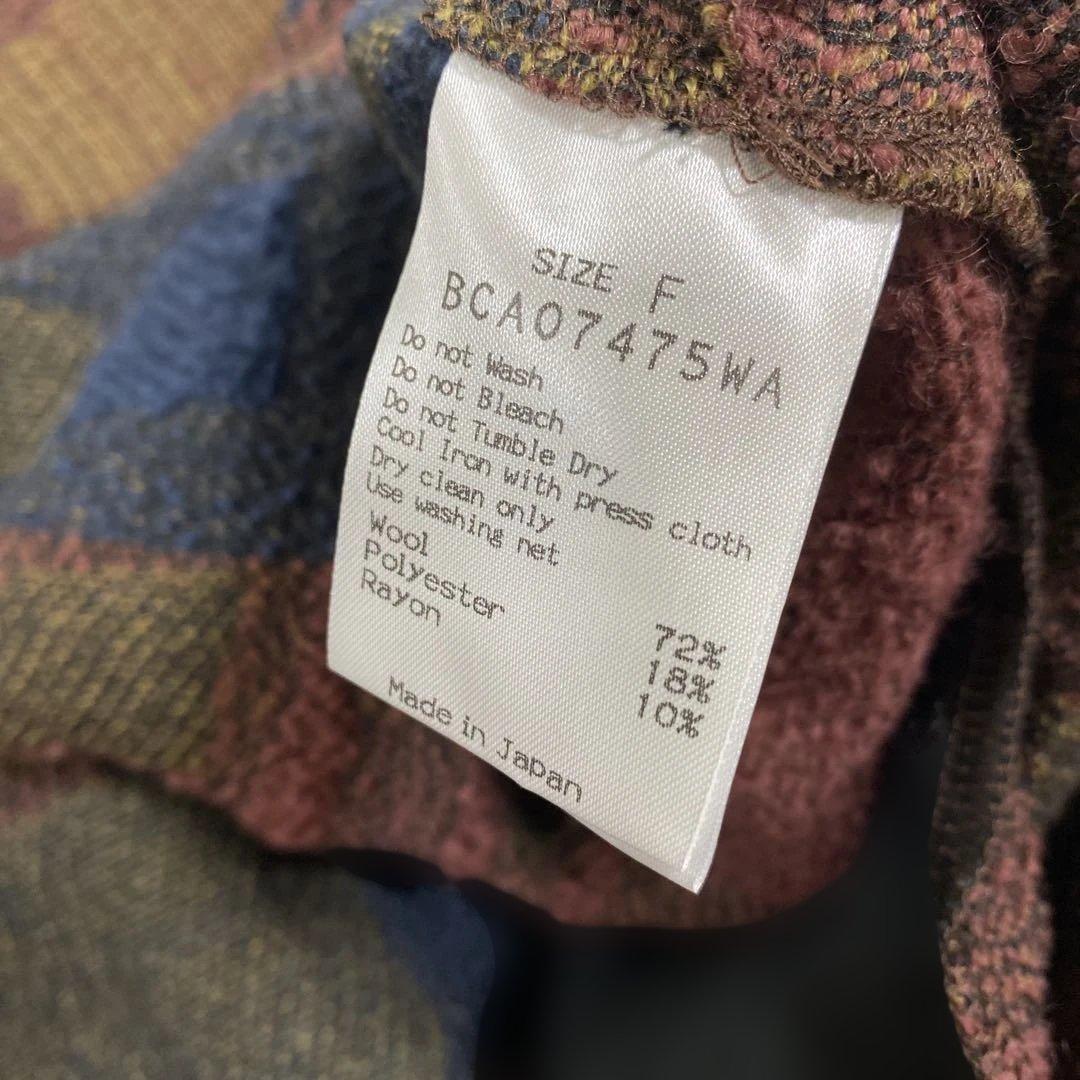 SIZE F
BCA07475WA
Do not Wash
Do not Bleach
Do not Tumble Dry
Cool Iron with press cloth
Dry clean only
Use washing net
Wool 72%
Polyester 18%
Rayon 10%
Made in Japan